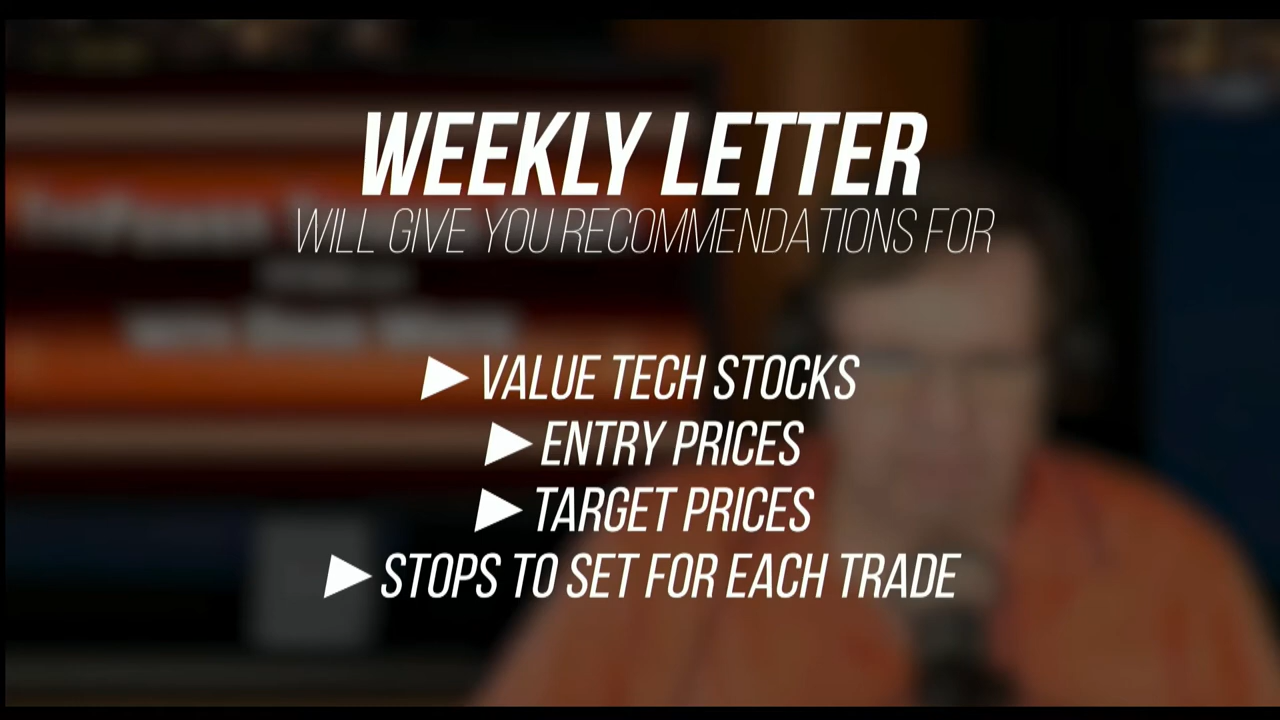 WEEKLY LETTER
WILL GIVE YOU RECOMMENDATIONS FOR
▶ VALUE TECH STOCKS
▶ ENTRY PRICES
▶ TARGET PRICES
▶ STOPS TO SET FOR EACH TRADE